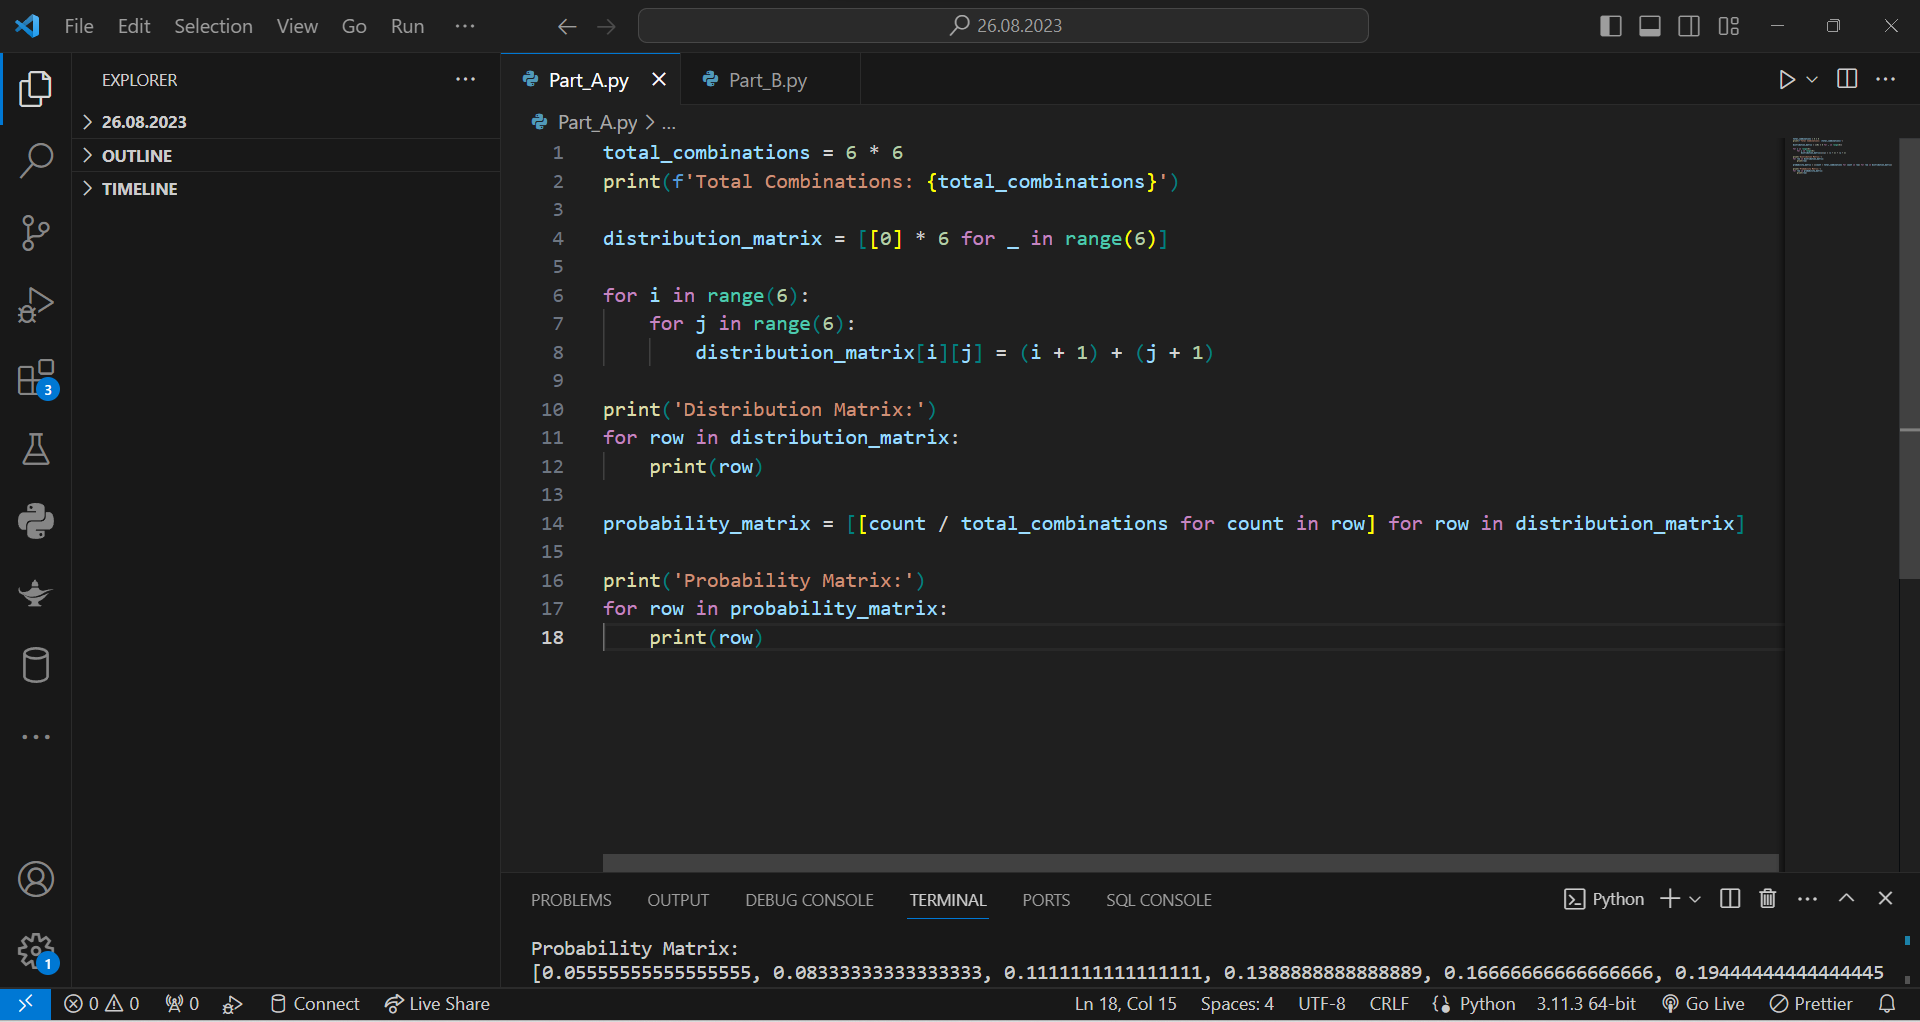 File Edit Selection View Go Run ···
26.08.2023
EXPLORER
26.08.2023
OUTLINE
TIMELINE
3
1
Part_A.py Part_B.py
Part_A.py > ...
1 total_combinations = 6 * 6
2 print(f'Total Combinations: {total_combinations}')
3
4 distribution_matrix = [[0] * 6 for _ in range(6)]
5
6 for i in range(6):
7     for j in range(6):
8         distribution_matrix[i][j] = (i + 1) + (j + 1)
9
10 print('Distribution Matrix:')
11 for row in distribution_matrix:
12     print(row)
13
14 probability_matrix = [[count / total_combinations for count in row] for row in distribution_matrix]
15
16 print('Probability Matrix:')
17 for row in probability_matrix:
18     print(row)
PROBLEMS OUTPUT DEBUG CONSOLE TERMINAL PORTS SQL CONSOLE
Python
Probability Matrix:
[0.05555555555555555, 0.08333333333333333, 0.1111111111111111, 0.1388888888888889, 0.16666666666666666, 0.19444444444444445
0 0 0 Connect Live Share
Ln 18, Col 15 Spaces: 4 UTF-8 CRLF Python 3.11.3 64-bit Go Live Prettier